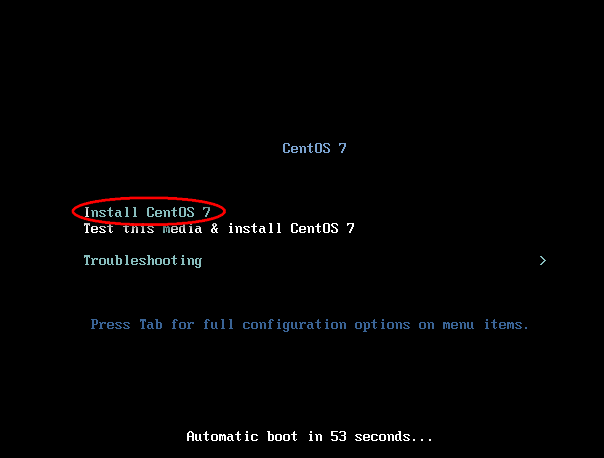 CentOS 7
Install CentOS 7
Test this media & install CentOS 7
Troubleshooting >
Press Tab for full configuration options on menu items.
Automatic boot in 53 seconds...